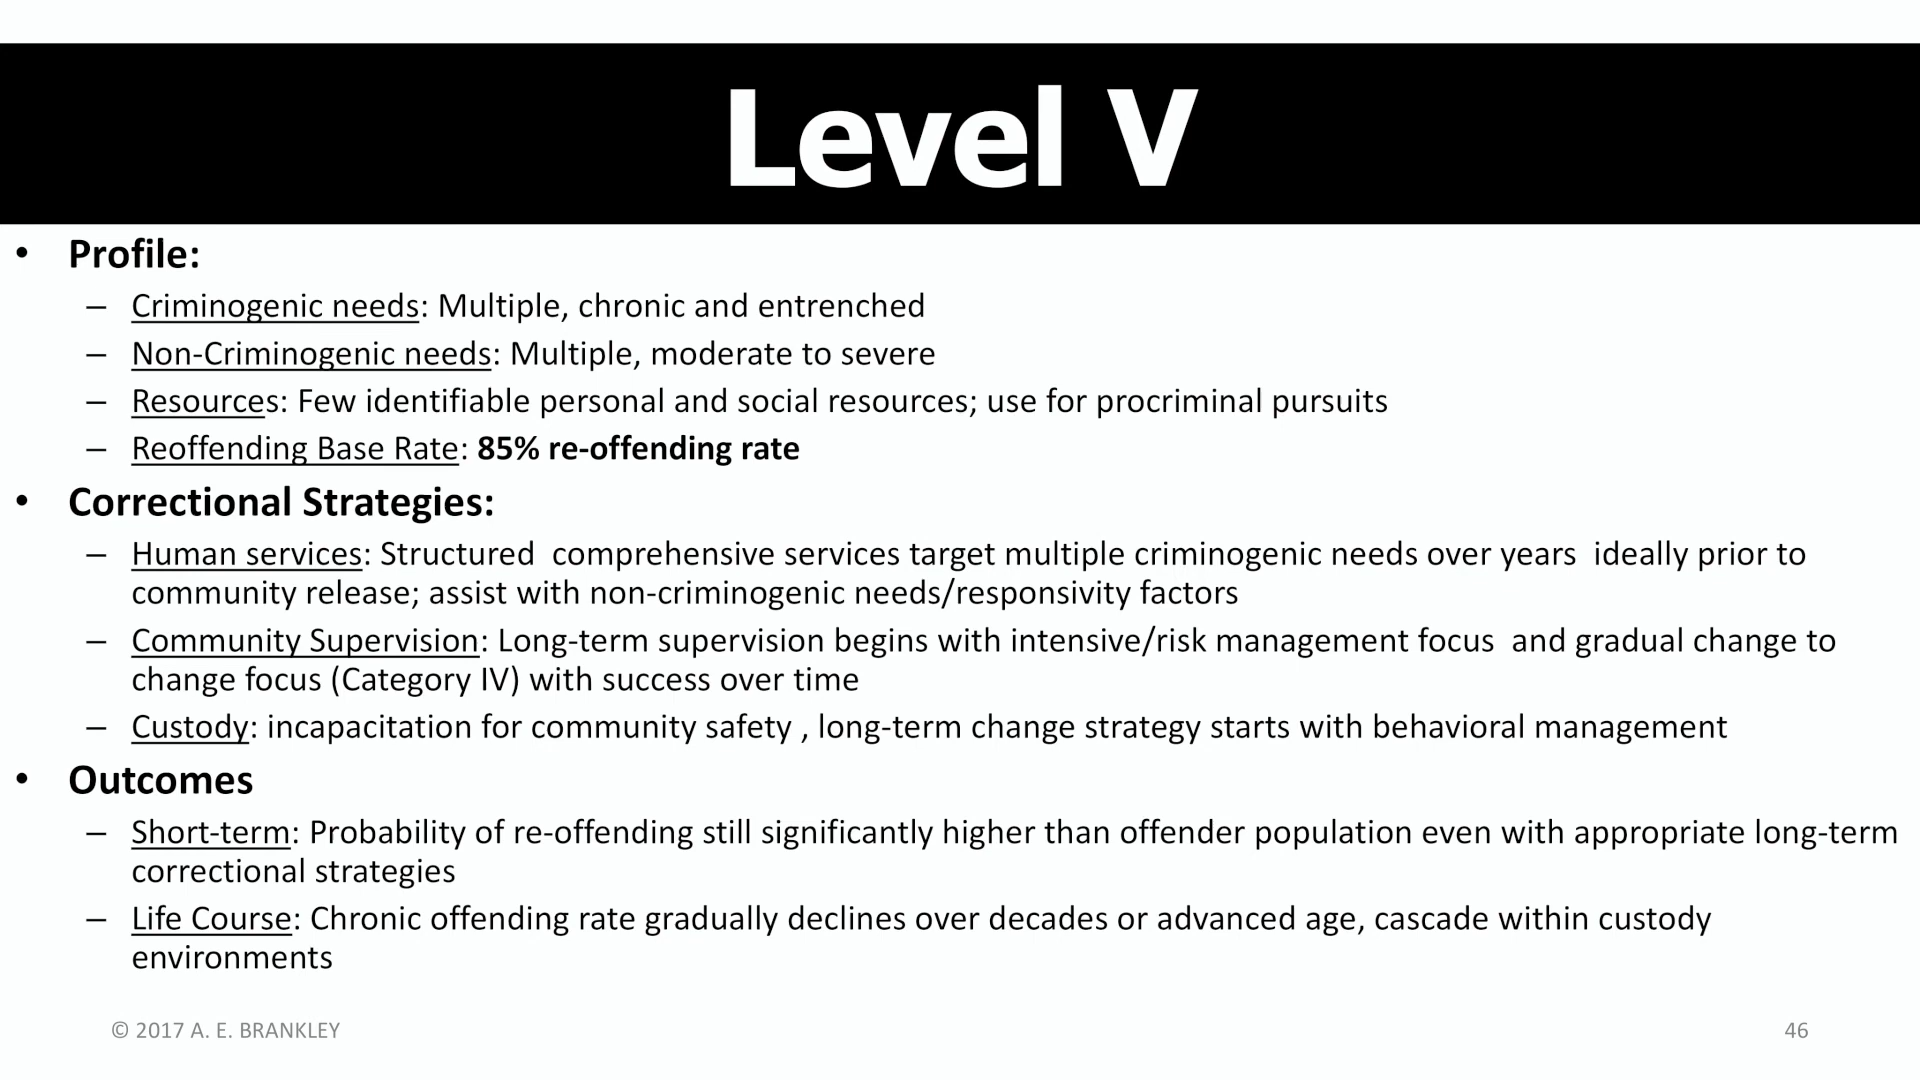 Level V
• Profile:
– Criminogenic needs: Multiple, chronic and entrenched
– Non-Criminogenic needs: Multiple, moderate to severe
– Resources: Few identifiable personal and social resources; use for procriminal pursuits
– Reoffending Base Rate: 85% re-offending rate
• Correctional Strategies:
– Human services: Structured  comprehensive services target multiple criminogenic needs over years  ideally prior to
community release; assist with non-criminogenic needs/responsivity factors
– Community Supervision: Long-term supervision begins with intensive/risk management focus  and gradual change to
change focus (Category IV) with success over time
– Custody: incapacitation for community safety , long-term change strategy starts with behavioral management
• Outcomes
– Short-term: Probability of re-offending still significantly higher than offender population even with appropriate long-term
correctional strategies
– Life Course: Chronic offending rate gradually declines over decades or advanced age, cascade within custody
environments
© 2017 A. E. BRANKLEY
46